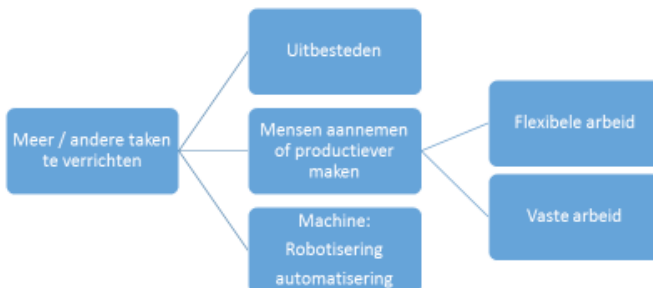 Uitbesteden
Meer / andere taken
te verrichten
Mensen aannemen
of productiever
maken
Flexibele arbeid
Vaste arbeid
Machine:
Robotisering
automatisering